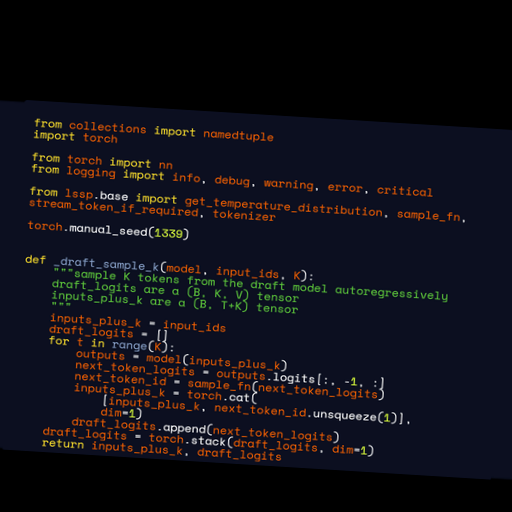 from collections import namedtuple
import torch
from torch import nn
from logging import info, debug, warning, error, critical
from lssp.base import get_temperature_distribution, sample_fn,
stream_token_if_required, tokenizer
torch.manual_seed(1339)
def _draft_sample_k(model, input_ids, K):
"""sample K tokens from the draft model autoregressively
draft_logits are a (B, K, V) tensor
inputs_plus_k are a (B, T+K) tensor
"""
inputs_plus_k = input_ids
draft_logits = []
for t in range(K):
outputs = model(inputs_plus_k)
next_token_logits = outputs.logits[:, -1, :]
next_token_id = sample_fn(next_token_logits)
inputs_plus_k = torch.cat(
[inputs_plus_k, next_token_id.unsqueeze(1)],
dim=1)
draft_logits.append(next_token_logits)
draft_logits = torch.stack(draft_logits, dim=1)
return inputs_plus_k, draft_logits